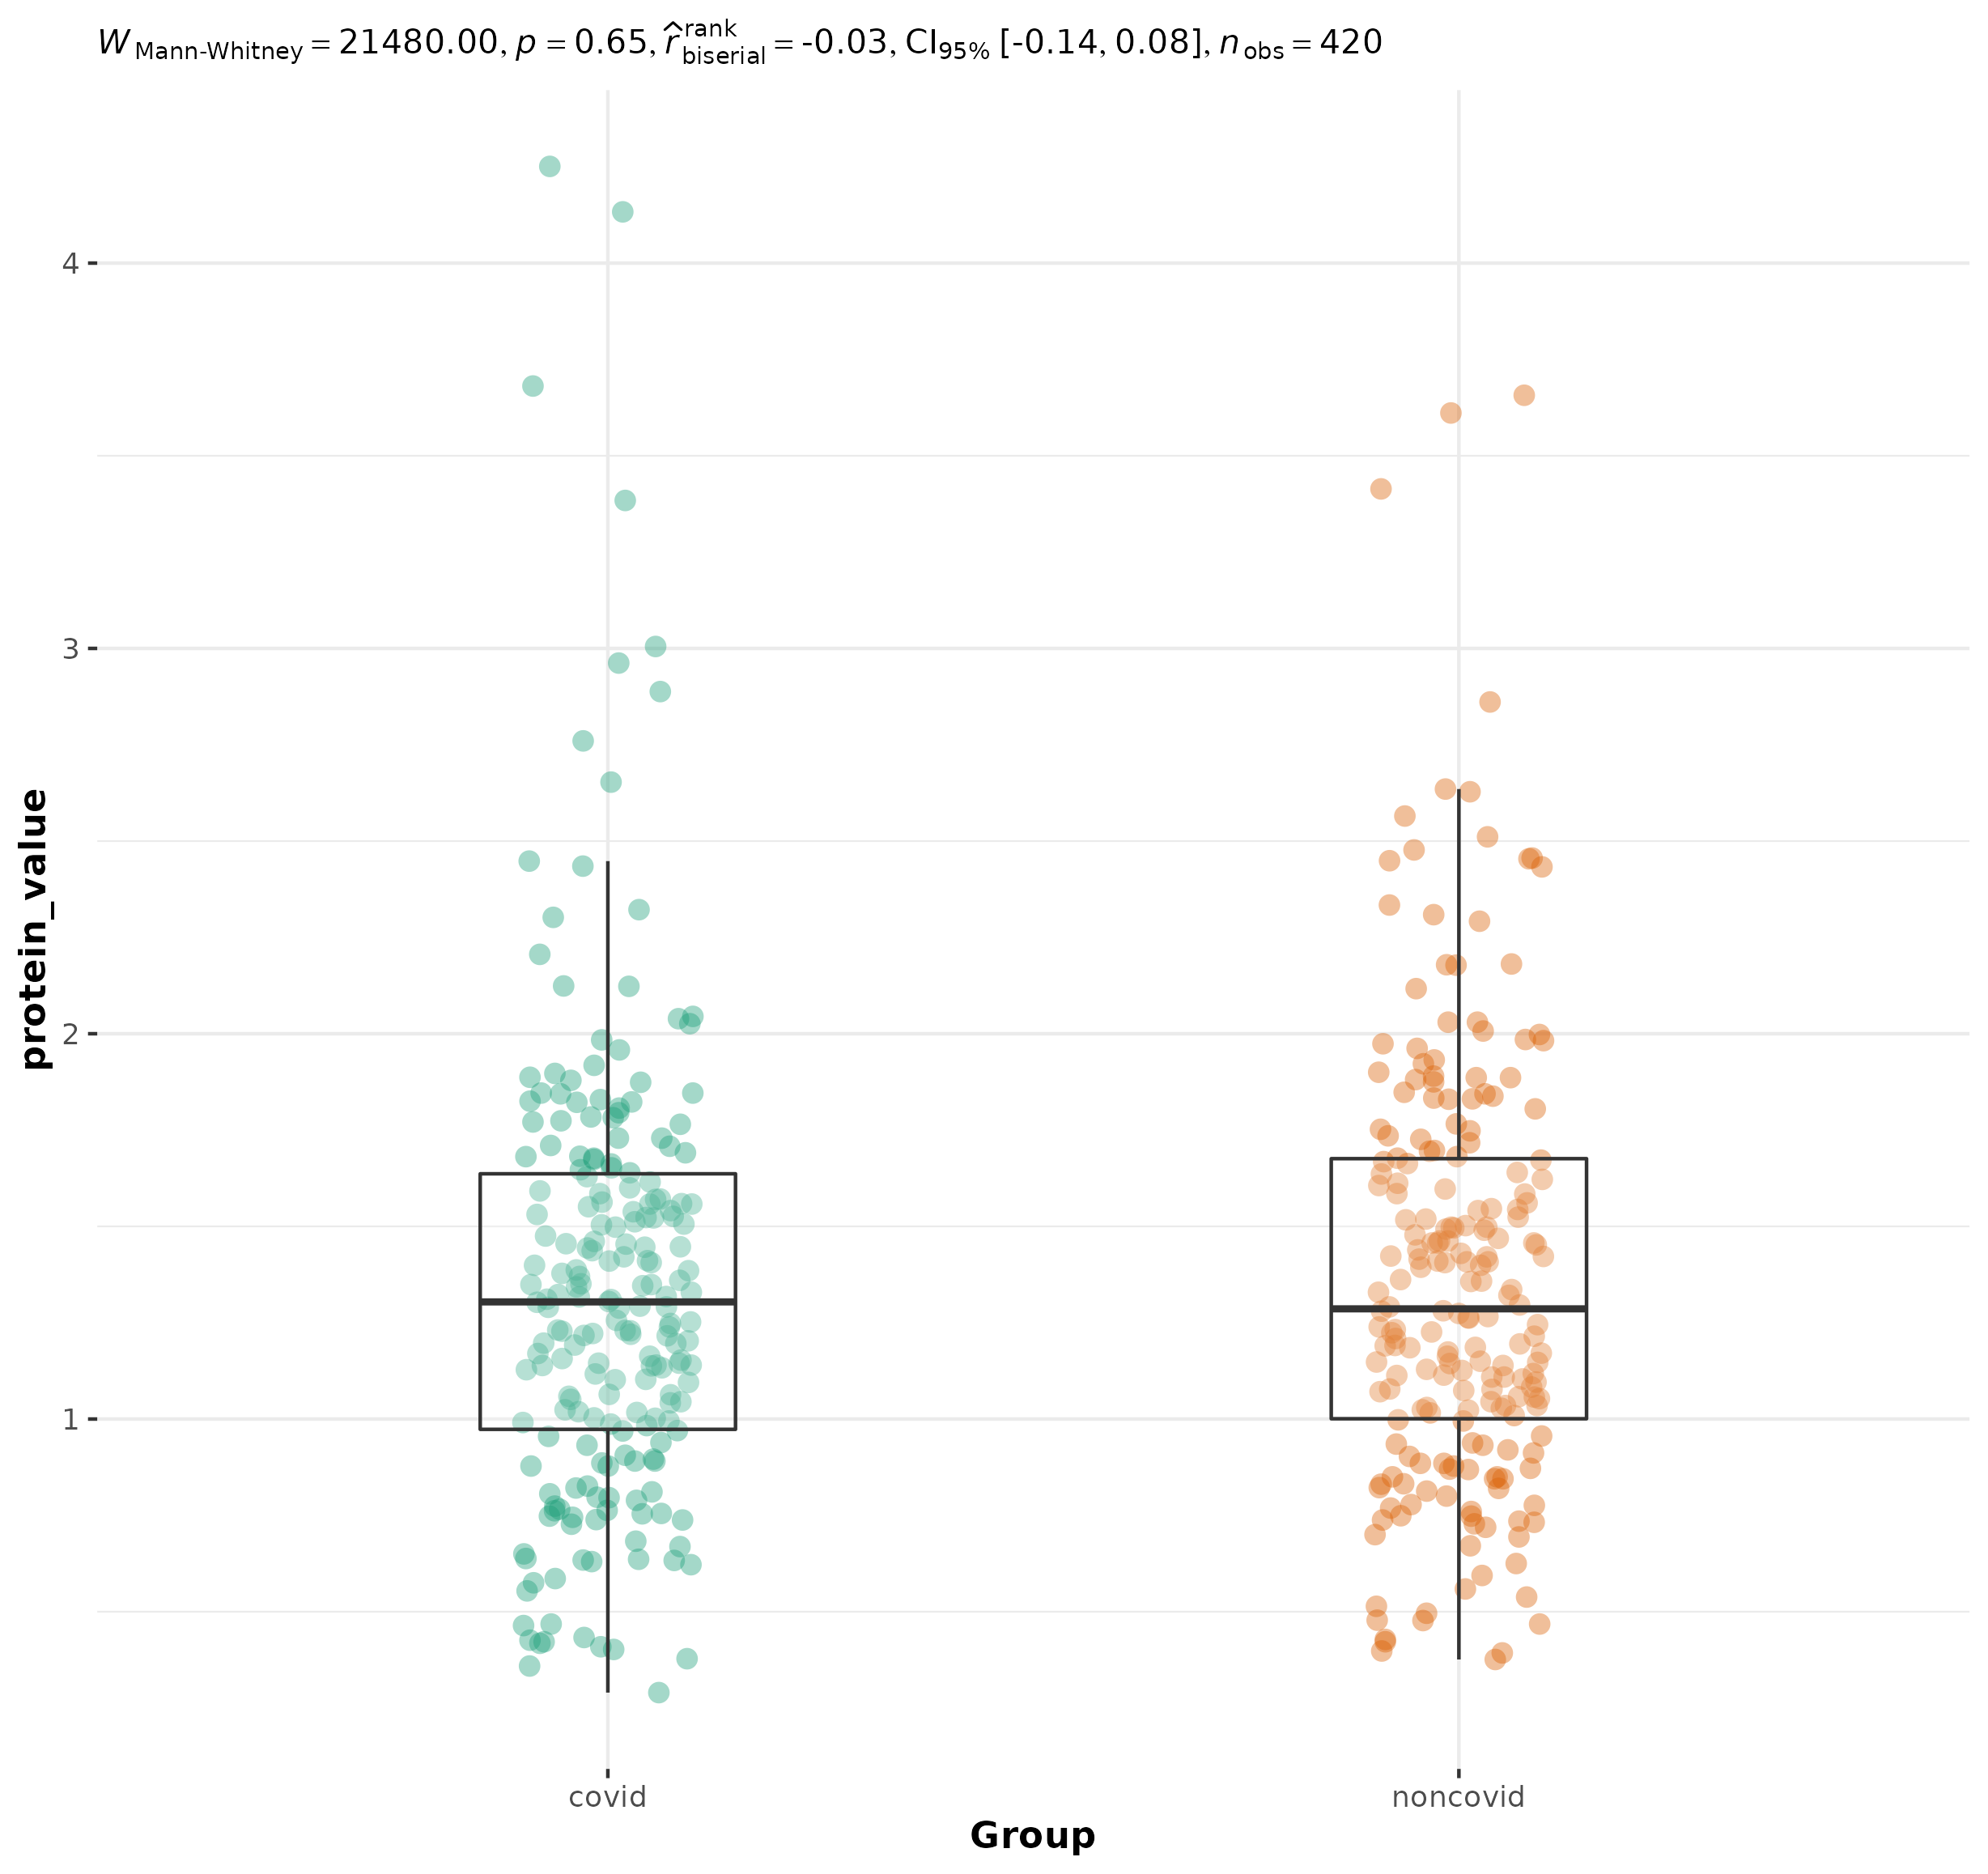 W Mann-Whitney = 21480.00, p = 0.65, r̂ rank biserial = -0.03, CI95% [-0.14, 0.08], n obs = 420
4
3
2
1
protein_value
covid noncovid
Group